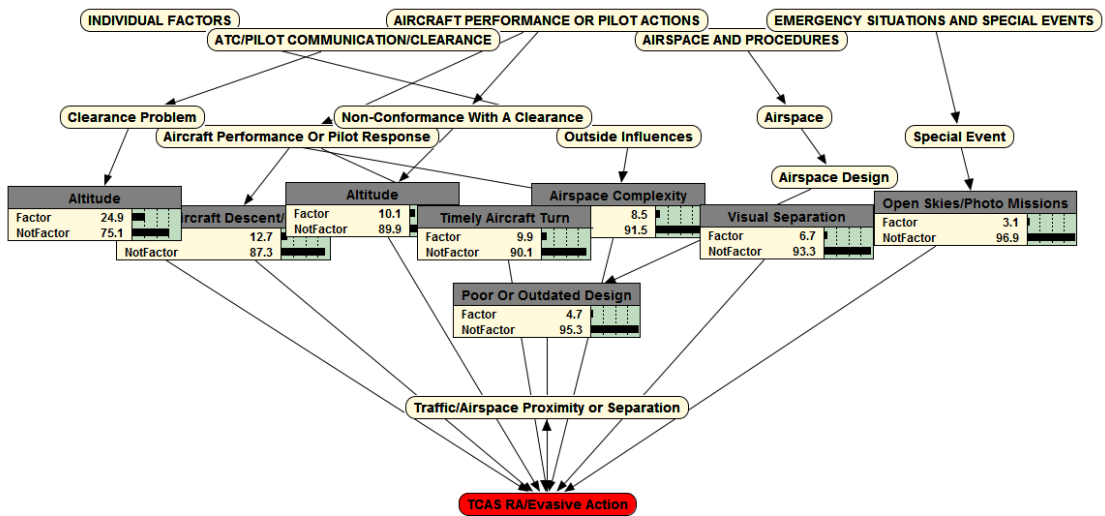 INDIVIDUAL FACTORS
AIRCRAFT PERFORMANCE OR PILOT ACTIONS
EMERGENCY SITUATIONS AND SPECIAL EVENTS
ATC/PILOT COMMUNICATION/CLEARANCE
AIRSPACE AND PROCEDURES
Clearance Problem
Non-Conformance With A Clearance
Airspace
Aircraft Performance Or Pilot Response
Outside Influences
Special Event
Airspace Design
Altitude
Factor 24.9
NotFactor 75.1
Aircraft Descent/
12.7
NotFactor 87.3
Altitude
Factor 10.1
NotFactor 89.9
Timely Aircraft Turn
Factor 9.9
NotFactor 90.1
Airspace Complexity
8.5
91.5
Visual Separation
Factor 6.7
NotFactor 93.3
Open Skies/Photo Missions
Factor 3.1
NotFactor 96.9
Poor Or Outdated Design
Factor 4.7
NotFactor 95.3
Traffic/Airspace Proximity or Separation
TCAS RA/Evasive Action